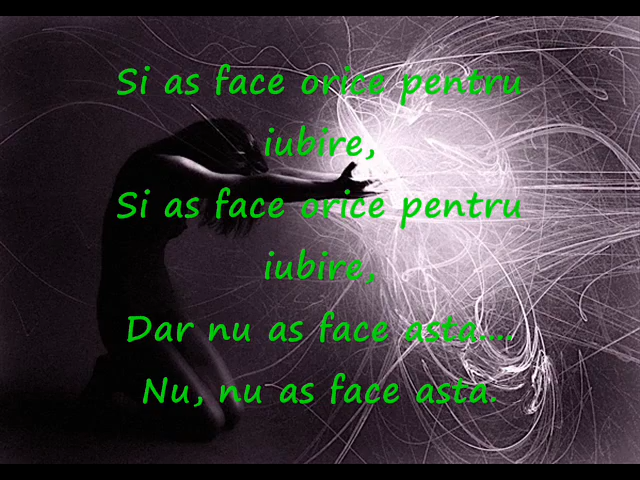 Si as face orice pentru
iubire,
Si as face orice pentru
iubire,
Dar nu as face asta....
Nu, nu as face asta.